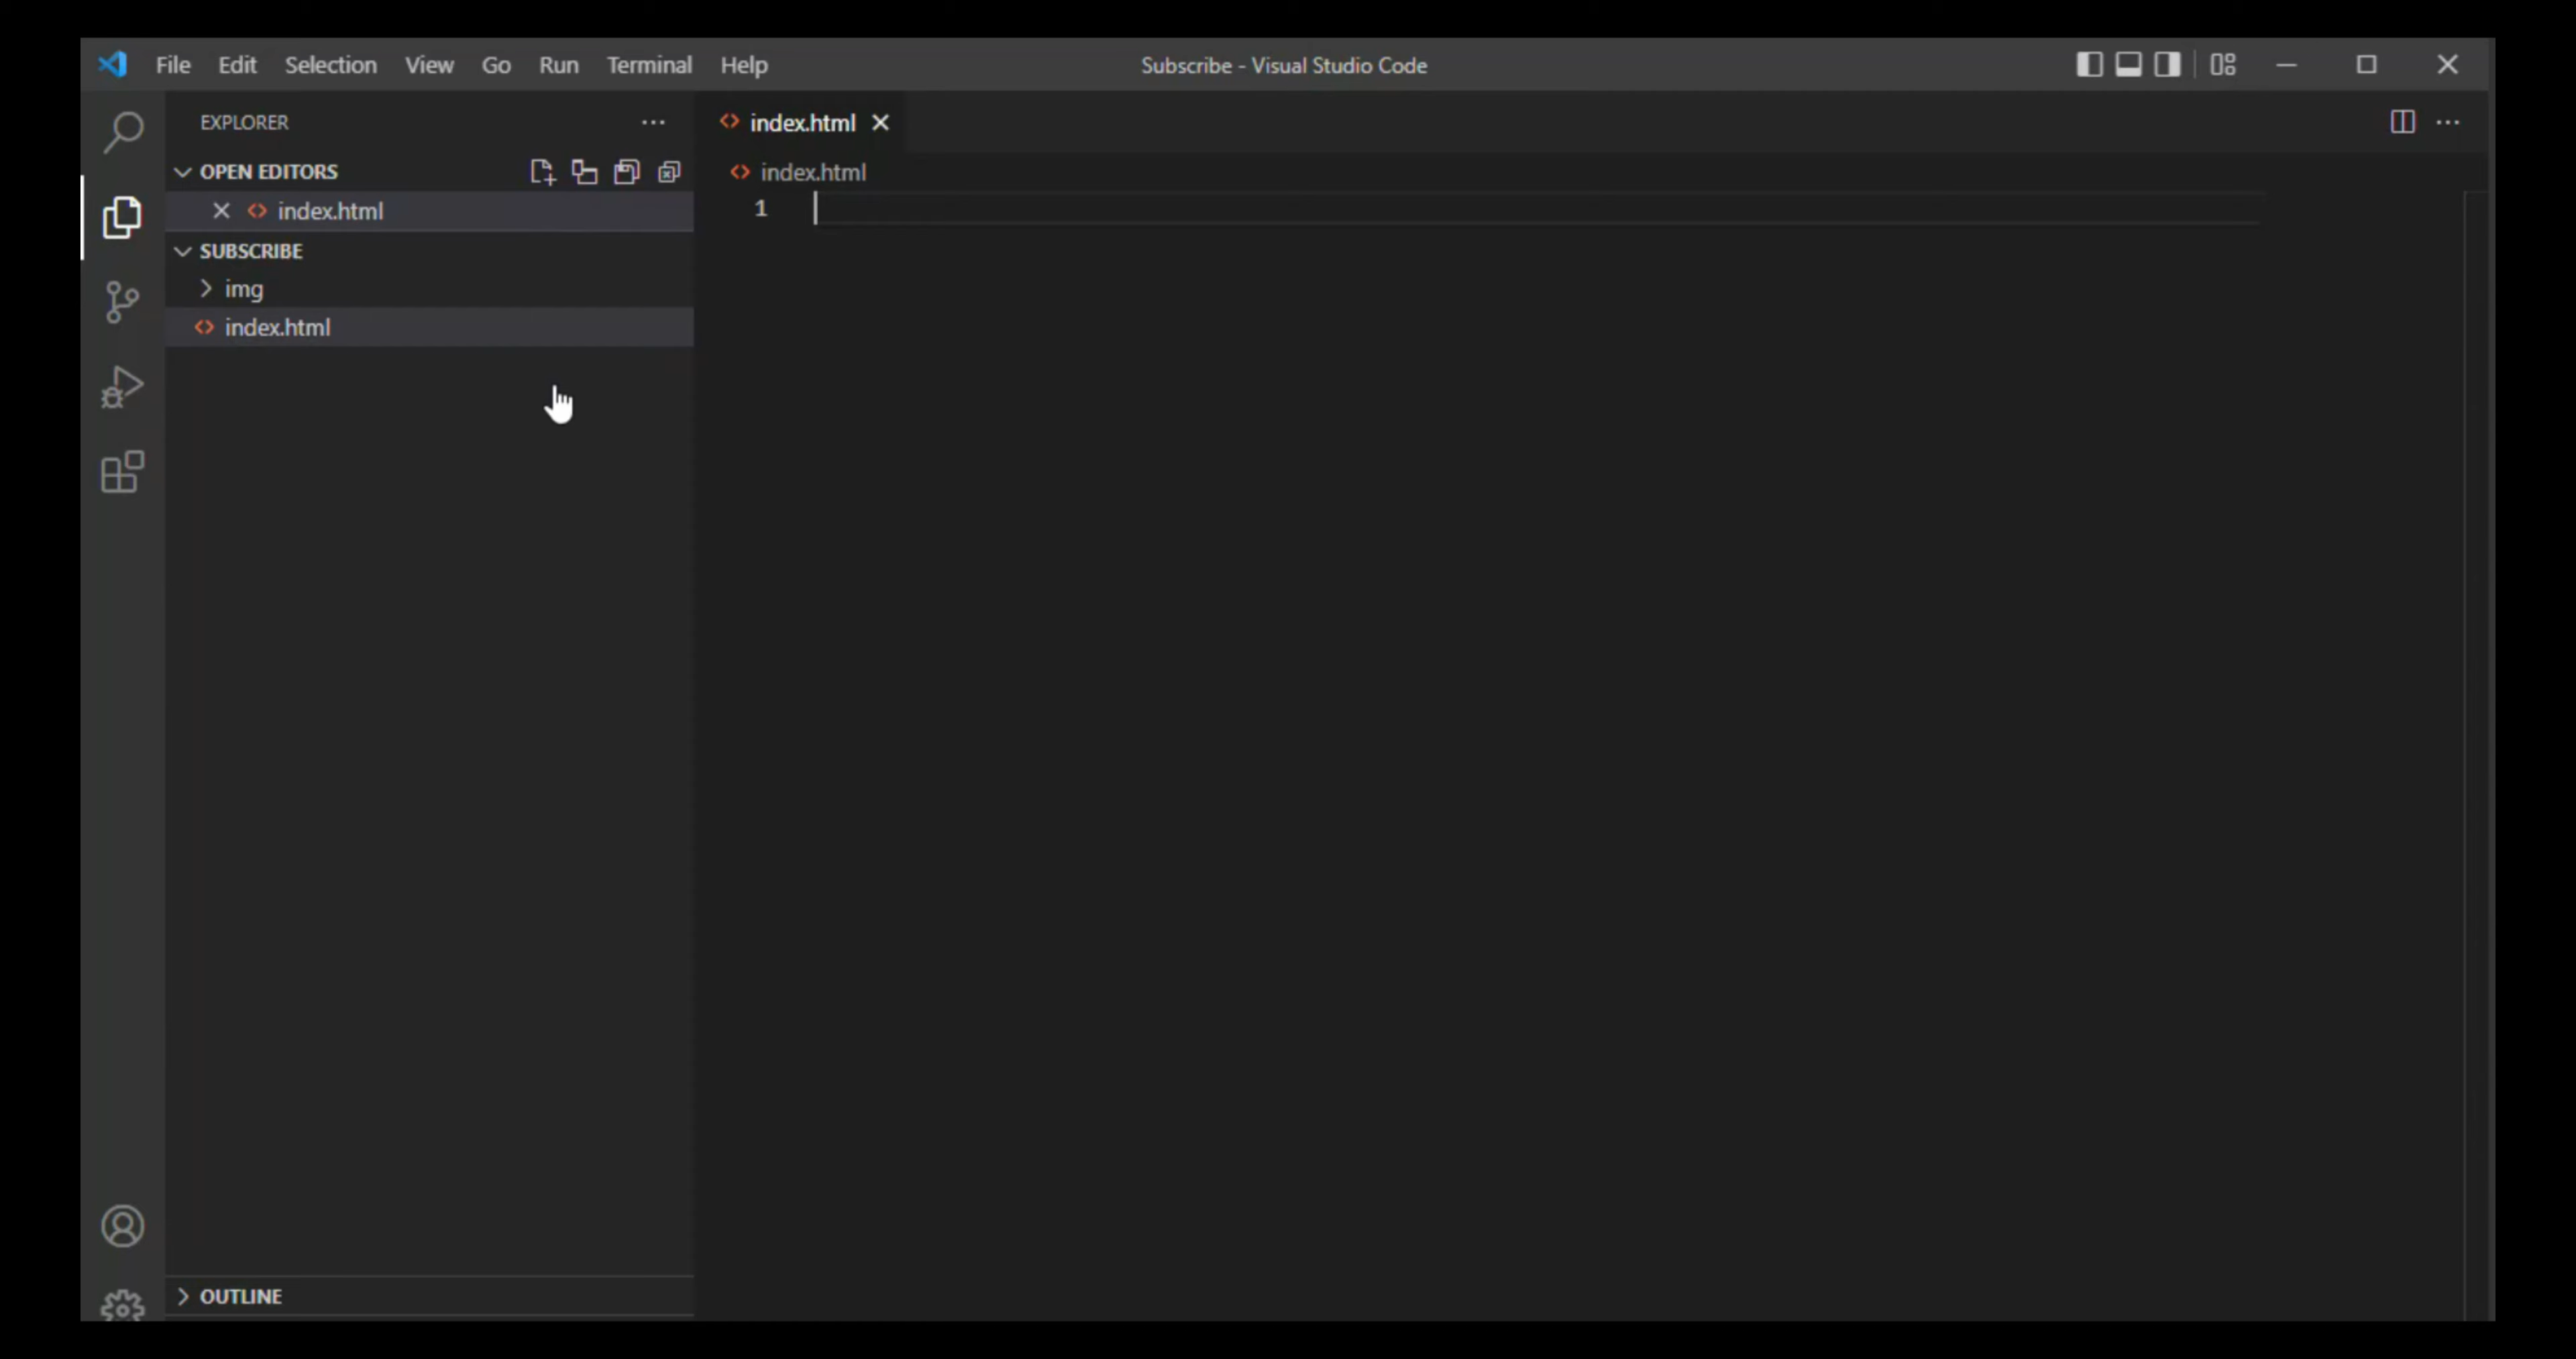 File Edit Selection View Go Run Terminal Help
Subscribe - Visual Studio Code
EXPLORER
OPEN EDITORS
index.html
SUBSCRIBE
img
index.html
OUTLINE
index.html
index.html
1